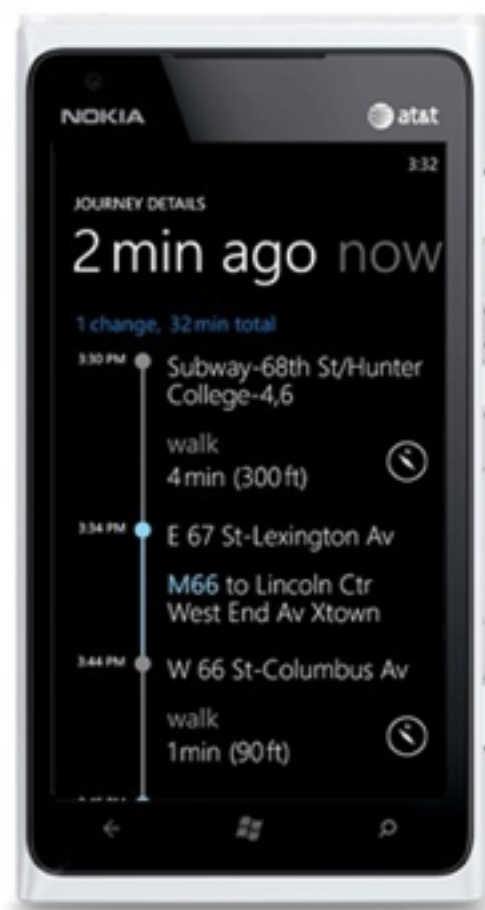 NOKIA
at&t
3:32
JOURNEY DETAILS
2 min ago now
1 change, 32 min total
3:30 PM
Subway-68th St/Hunter
College-4,6
walk
4 min (300 ft)
3:34 PM
E 67 St-Lexington Av
M66 to Lincoln Ctr
West End Av Xtown
3:44 PM
W 66 St-Columbus Av
walk
1 min (90 ft)